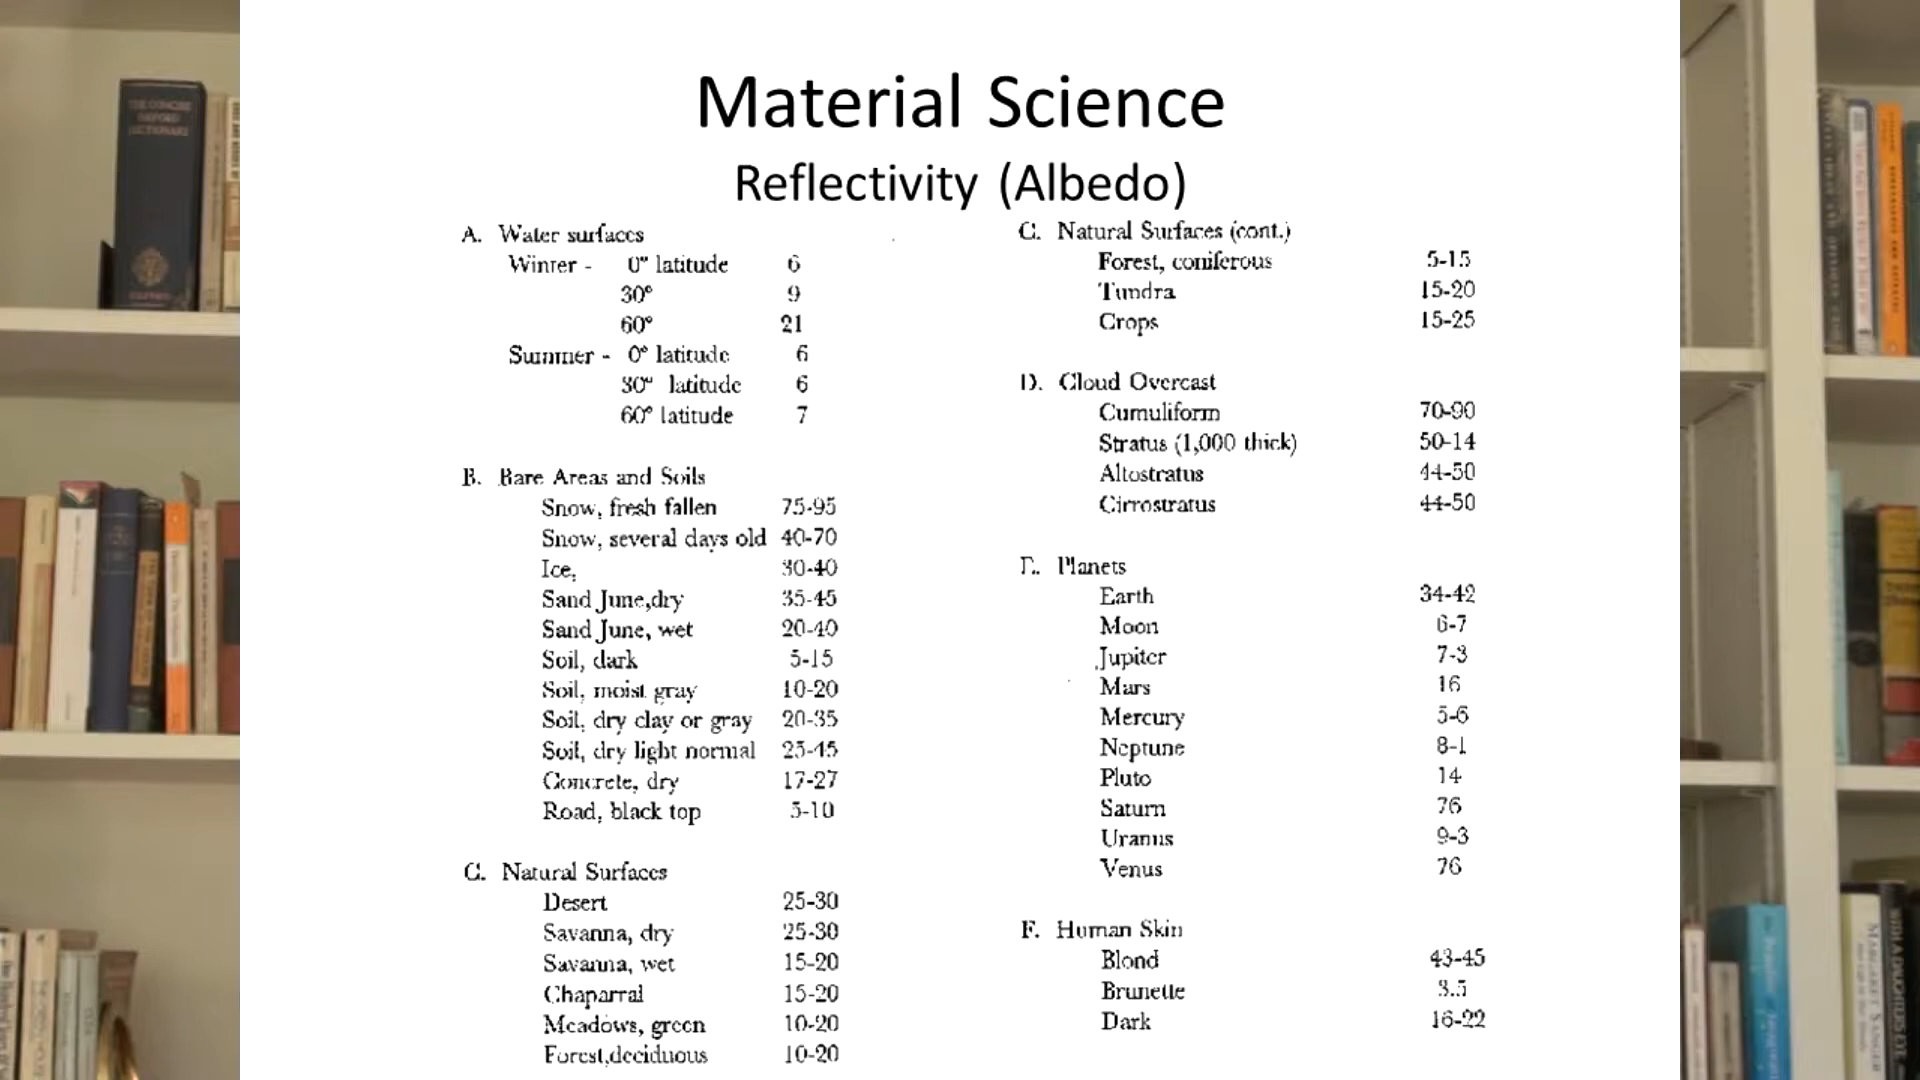 Material Science
Reflectivity (Albedo)
A. Water surfaces
Winter - 0° latitude 6
30° 9
60° 21
Summer - 0° latitude 6
30° latitude 6
60° latitude 7
B. Bare Areas and Soils
Snow, fresh fallen 75-95
Snow, several days old 40-70
Ice, 30-40
Sand June,dry 35-45
Sand June, wet 20-40
Soil, dark 5-15
Soil, moist gray 10-20
Soil, dry clay or gray 20-35
Soil, dry light normal 25-45
Concrete, dry 17-27
Road, black top 5-10
C. Natural Surfaces
Desert 25-30
Savanna, dry 25-30
Savanna, wet 15-20
Chaparral 15-20
Meadows, green 10-20
Forest,deciduous 10-20
C. Natural Surfaces (cont.)
Forest, coniferous 5-15
Tundra 15-20
Crops 15-25
D. Cloud Overcast
Cumuliform 70-90
Stratus (1,000 thick) 50-14
Altostratus 44-50
Cirrostratus 44-50
E. Planets
Earth 34-42
Moon 6-7
Jupiter 7-3
Mars 16
Mercury 5-6
Neptune 8-1
Pluto 14
Saturn 76
Uranus 9-3
Venus 76
F. Human Skin
Blond 43-45
Brunette 3.5
Dark 16-22
THE CONCISE
OXFORD
DICTIONARY
MARGARET SANGER